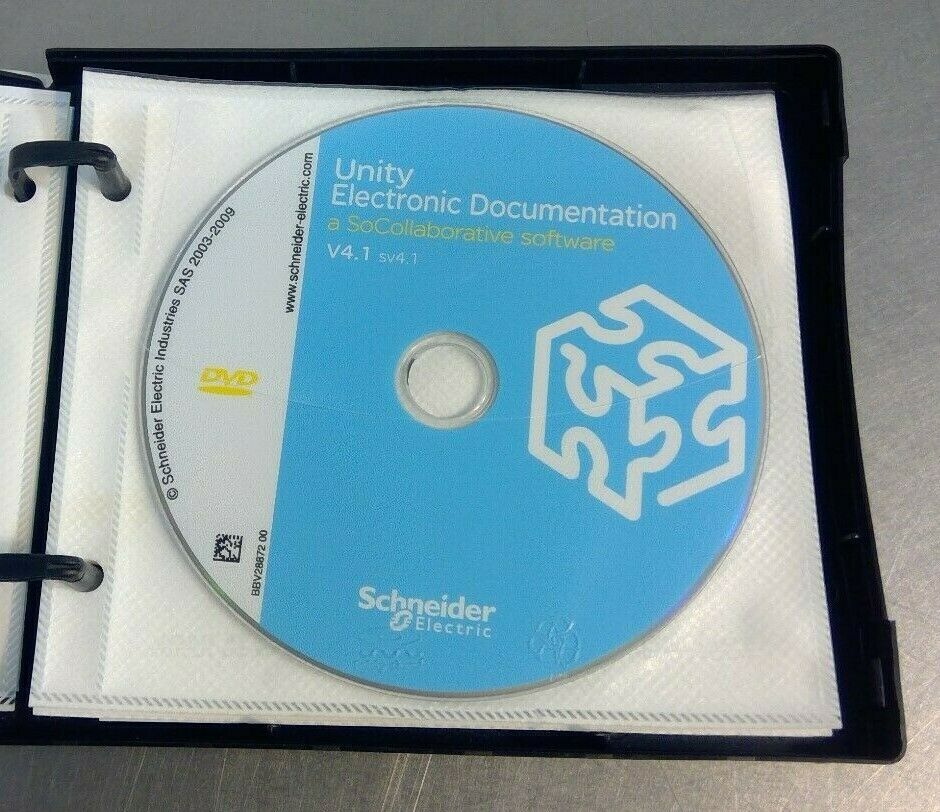 Unity
Electronic Documentation
a SoCollaborative software
V4.1 sv4.1
www.schneider-electric.com
© Schneider Electric Industries SAS 2003-2009
DVD
BBV28872 00
Schneider
Electric